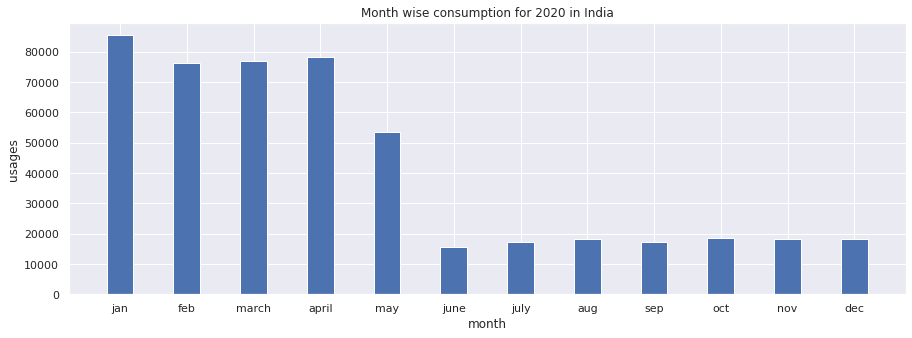 Month wise consumption for 2020 in India
usages
80000
70000
60000
50000
40000
30000
20000
10000
0
jan feb march april may june july aug sep oct nov dec
month